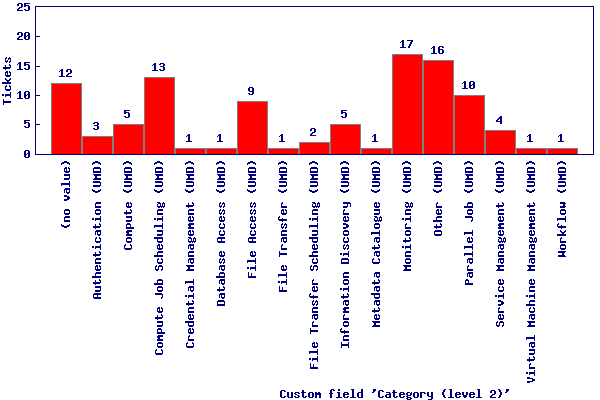 25
20
15
10
5
0
Tickets
12
3
5
13
1
1
9
1
2
5
1
17
16
10
4
1
1
(no value)
Authentication (UMD)
Compute (UMD)
Compute Job Scheduling (UMD)
Credential Management (UMD)
Database Access (UMD)
File Access (UMD)
File Transfer (UMD)
File Transfer Scheduling (UMD)
Information Discovery (UMD)
Metadata Catalogue (UMD)
Monitoring (UMD)
Other (UMD)
Parallel Job (UMD)
Service Management (UMD)
Virtual Machine Management (UMD)
Workflow (UMD)
Custom field 'Category (level 2)'